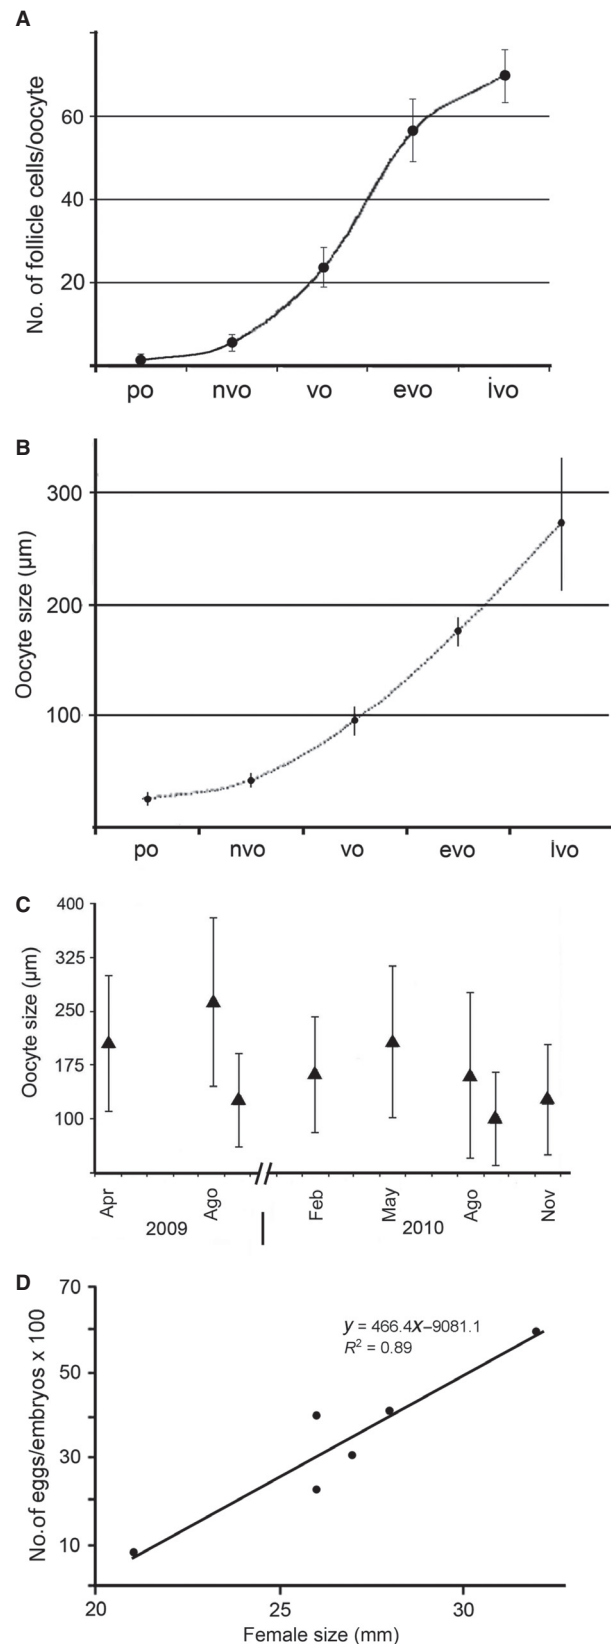 A
No. of follicle cells/oocyte
60
40
20
po nvo vo evo ivo
B
Oocyte size (µm)
300
200
100
po nvo vo evo ivo
C
Oocyte size (µm)
400
325
250
175
100
Apr Ago Feb May Ago Nov
2009 2010
D
No.of eggs/embryos x 100
70
50
30
10
y = 466.4x–9081.1
R² = 0.89
20 25 30
Female size (mm)